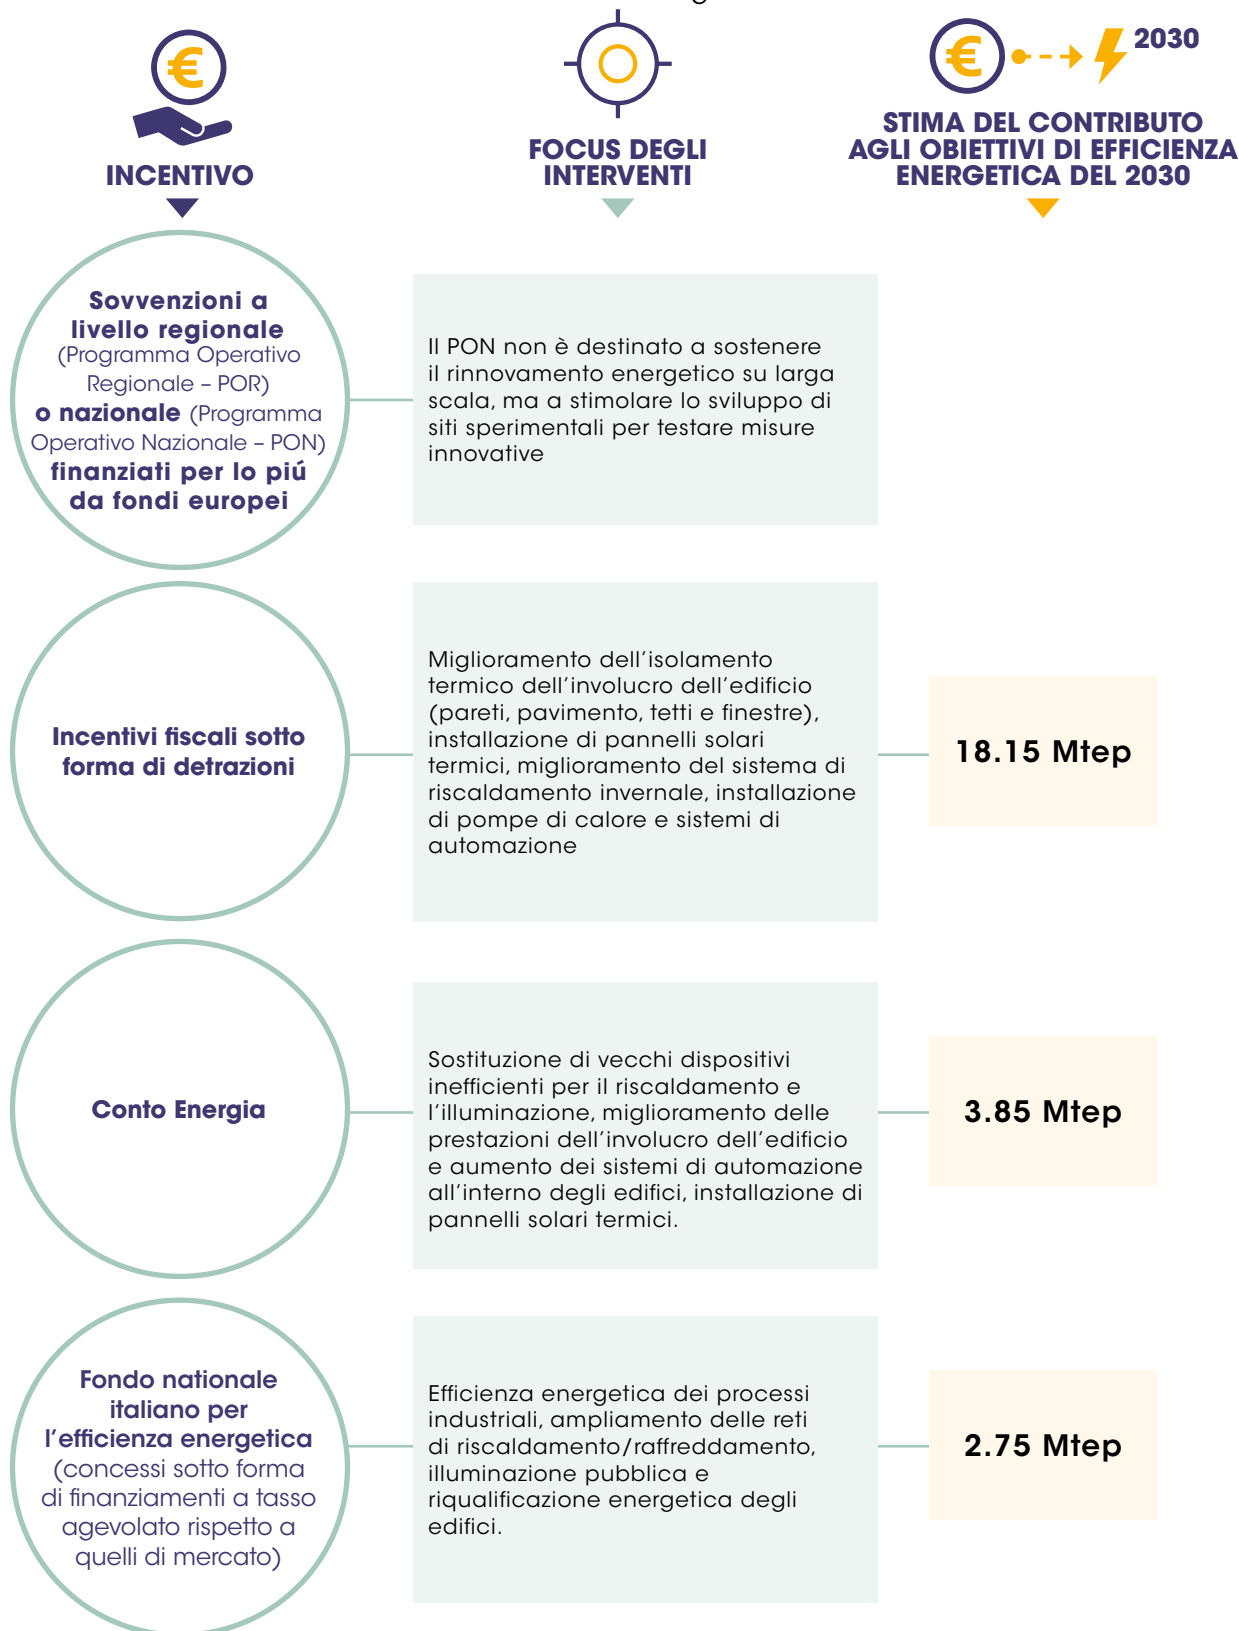 €
INCENTIVO
FOCUS DEGLI
INTERVENTI
€
2030
STIMA DEL CONTRIBUTO
AGLI OBIETTIVI DI EFFICIENZA
ENERGETICA DEL 2030
Sovvenzioni a
livello regionale
(Programma Operativo
Regionale – POR)
o nazionale (Programma
Operativo Nazionale – PON)
finanziati per lo piú
da fondi europei
Il PON non è destinato a sostenere
il rinnovamento energetico su larga
scala, ma a stimolare lo sviluppo di
siti sperimentali per testare misure
innovative
Incentivi fiscali sotto
forma di detrazioni
Miglioramento dell'isolamento
termico dell'involucro dell'edificio
(pareti, pavimento, tetti e finestre),
installazione di pannelli solari
termici, miglioramento del sistema di
riscaldamento invernale, installazione
di pompe di calore e sistemi di
automazione
18.15 Mtep
Conto Energia
Sostituzione di vecchi dispositivi
inefficienti per il riscaldamento e
l'illuminazione, miglioramento delle
prestazioni dell'involucro dell'edificio
e aumento dei sistemi di automazione
all'interno degli edifici, installazione di
pannelli solari termici.
3.85 Mtep
Fondo nationale
italiano per
l'efficienza energetica
(concessi sotto forma
di finanziamenti a tasso
agevolato rispetto a
quelli di mercato)
Efficienza energetica dei processi
industriali, ampliamento delle reti
di riscaldamento/raffreddamento,
illuminazione pubblica e
riqualificazione energetica degli
edifici.
2.75 Mtep